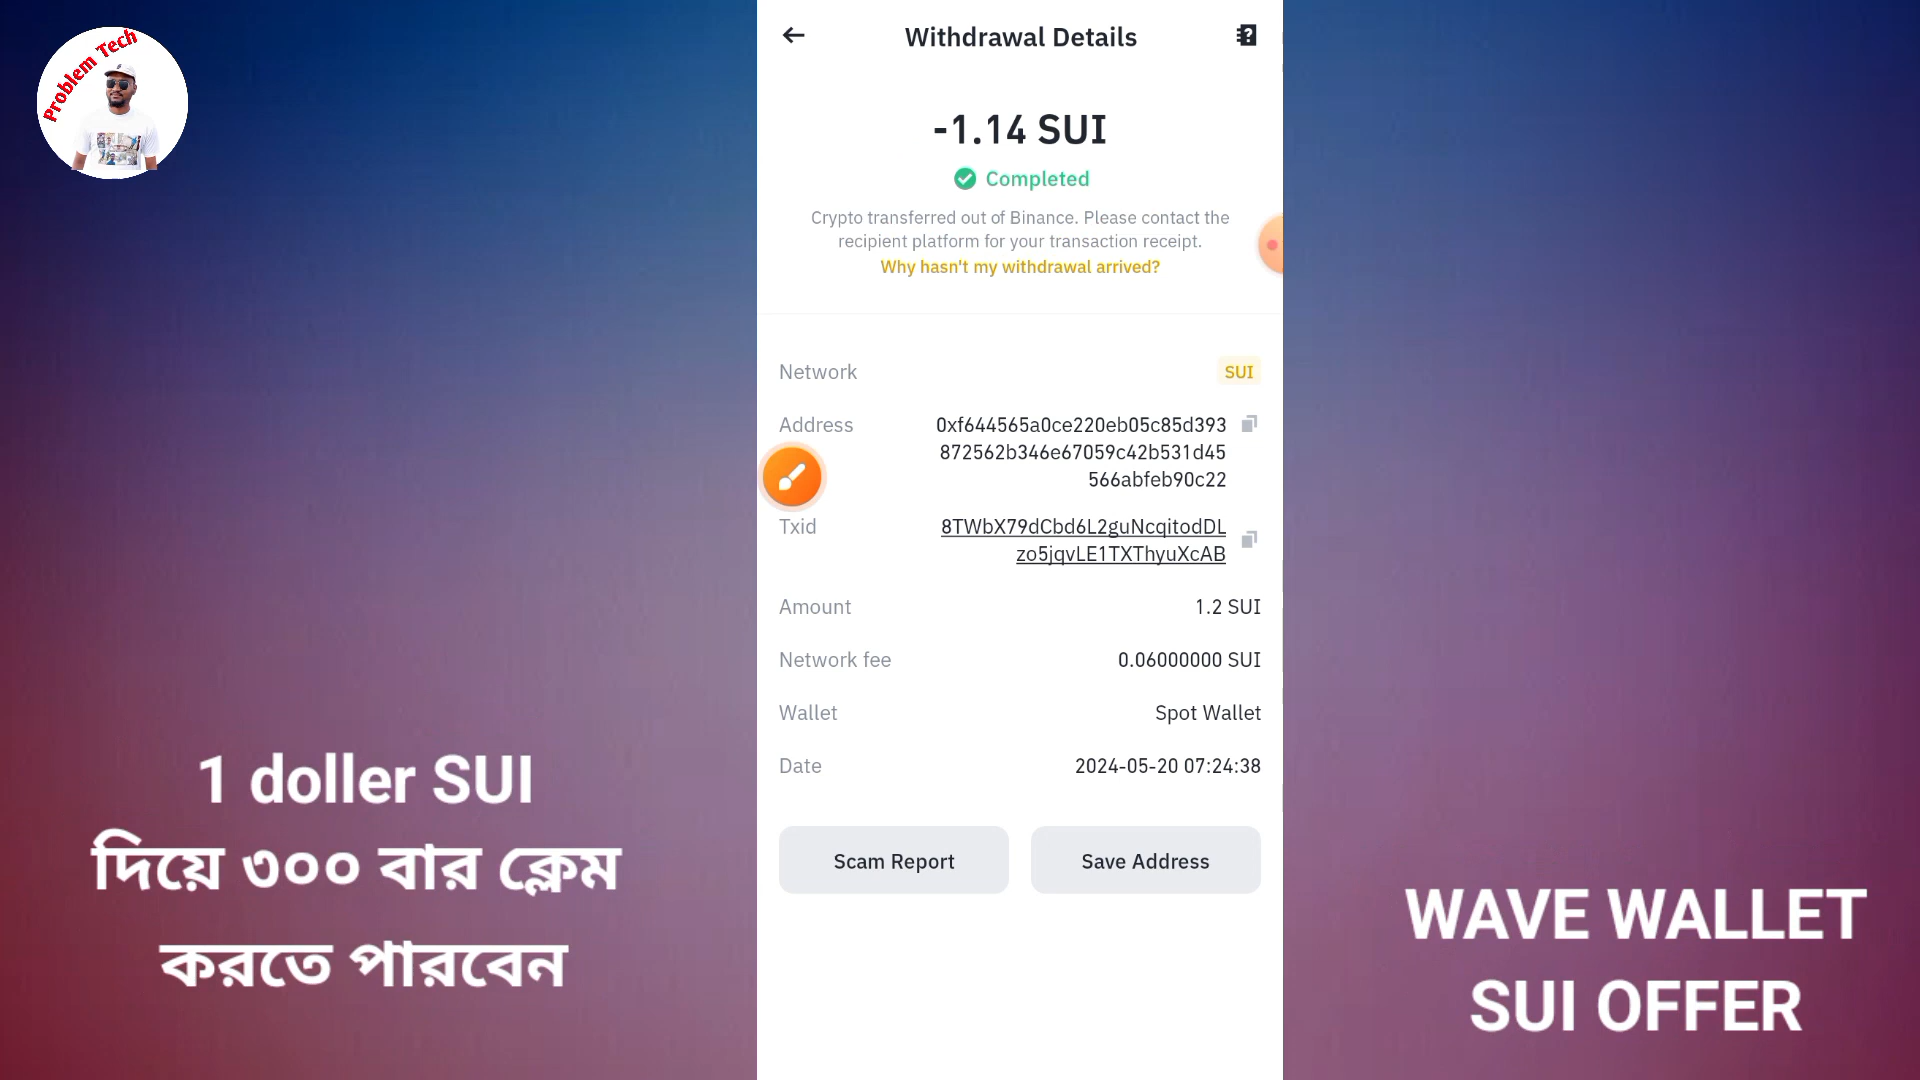 Problem Tech
Withdrawal Details
-1.14 SUI
Completed
Crypto transferred out of Binance. Please contact the
recipient platform for your transaction receipt.
Why hasn't my withdrawal arrived?
Network SUI
Address 0xf644565a0ce220eb05c85d393
872562b346e67059c42b531d45
566abfeb90c22
Txid 8TWbX79dCbd6L2guNcqitodDL
zo5jqvLE1TXThyuXcAB
Amount 1.2 SUI
Network fee 0.06000000 SUI
Wallet Spot Wallet
Date 2024-05-20 07:24:38
Scam Report Save Address
1 doller SUI
দিয়ে ৩০০ বার ক্লেম
করতে পারবেন
WAVE WALLET
SUI OFFER